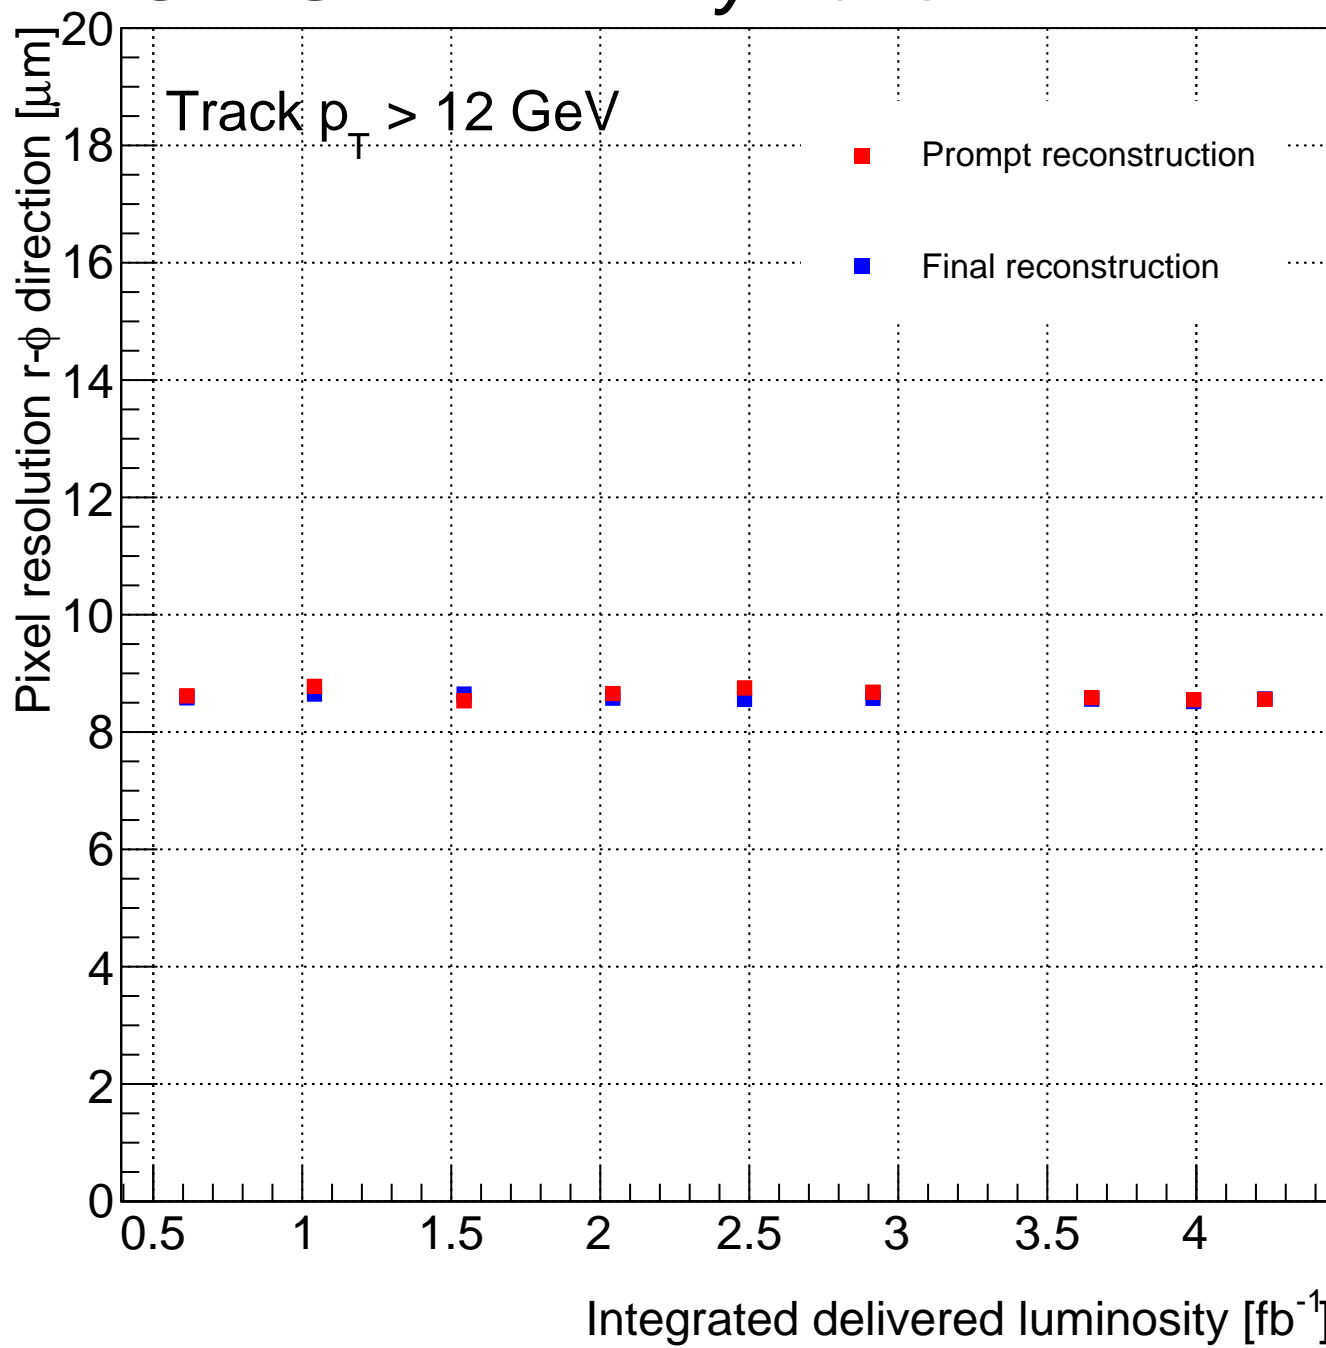 Pixel resolution r-ϕ direction [μm]
20
18
16
14
12
10
8
6
4
2
0
Track p_T > 12 GeV
Prompt reconstruction
Final reconstruction
0.5 1 1.5 2 2.5 3 3.5 4
Integrated delivered luminosity [fb⁻¹]